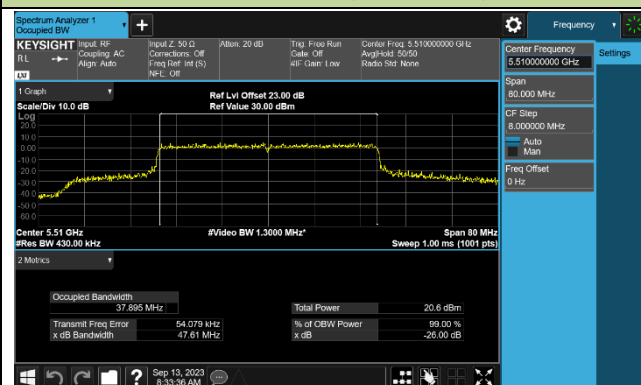 Spectrum Analyzer 1
Occupied BW
Frequency
KEYSIGHT
Input: RF
Input Z: 50 Ω
Atten: 20 dB
Trig: Free Run
Center Freq: 5.510000000 GHz
RL
Coupling: AC
Corrections: Off
Gate: Off
Avg|Hold: 50/50
Align: Auto
Freq Ref: Int (S)
#IF Gain: Low
Radio Std: None
LXI
NFE: Off
Center Frequency
5.510000000 GHz
Settings
Span
80.000 MHz
CF Step
8.000000 MHz
Auto
Man
Freq Offset
0 Hz
1 Graph
Ref Lvl Offset 23.00 dB
Scale/Div 10.0 dB
Ref Value 30.00 dBm
Log
20.0
10.0
0.00
-10.0
-20.0
-30.0
-40.0
-50.0
-60.0
Center 5.51 GHz
#Video BW 1.3000 MHz*
Span 80 MHz
#Res BW 430.00 kHz
Sweep 1.00 ms (1001 pts)
2 Metrics
Occupied Bandwidth
37.895 MHz
Total Power
20.6 dBm
Transmit Freq Error
54.079 kHz
% of OBW Power
99.00 %
x dB Bandwidth
47.61 MHz
x dB
-26.00 dB
?
Sep 13, 2023
8:33:36 AM